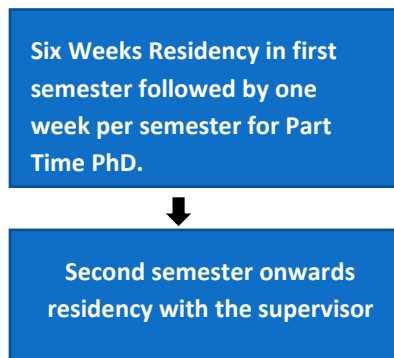 Six Weeks Residency in first
semester followed by one
week per semester for Part
Time PhD.
Second semester onwards
residency with the supervisor